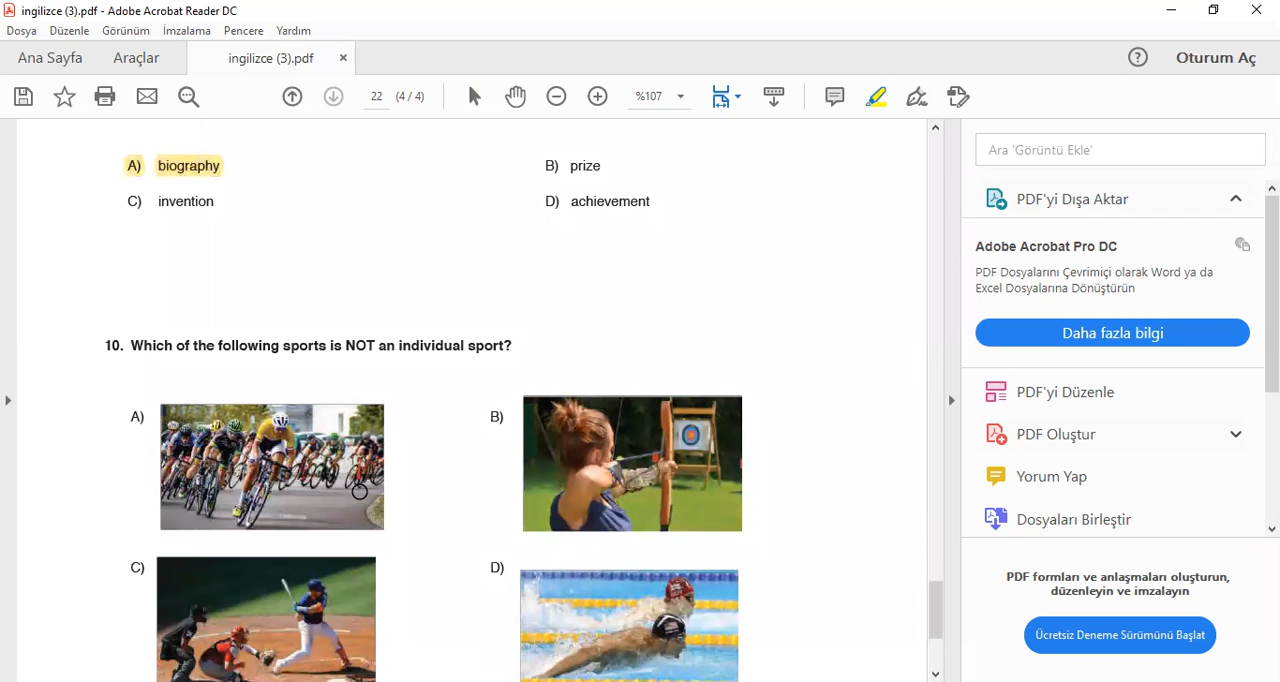 ingilizce (3).pdf - Adobe Acrobat Reader DC
Dosya Düzenle Görünüm İmzalama Pencere Yardım
Ana Sayfa Araçlar ingilizce (3).pdf × ? Oturum Aç
22 (4 / 4) %107
A) biography
B) prize
C) invention
D) achievement
10. Which of the following sports is NOT an individual sport?
A)
B)
C)
D)
Ara 'Görüntü Ekle'
PDF'yi Dışa Aktar
Adobe Acrobat Pro DC
PDF Dosyalarını Çevrimiçi olarak Word ya da
Excel Dosyalarına Dönüştürün
Daha fazla bilgi
PDF'yi Düzenle
PDF Oluştur
Yorum Yap
Dosyaları Birleştir
PDF formları ve anlaşmaları oluşturun,
düzenleyin ve imzalayın
Ücretsiz Deneme Sürümünü Başlat